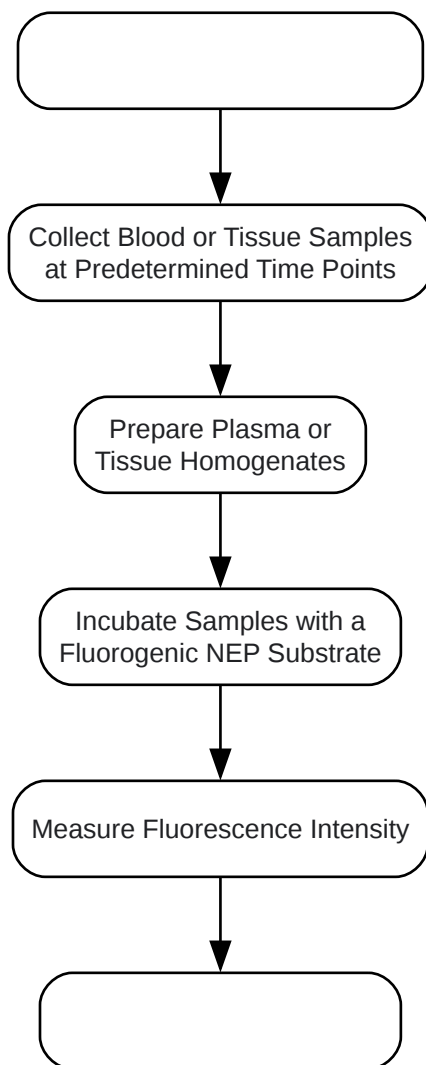 Collect Blood or Tissue Samples
at Predetermined Time Points
Prepare Plasma or
Tissue Homogenates
Incubate Samples with a
Fluorogenic NEP Substrate
Measure Fluorescence Intensity